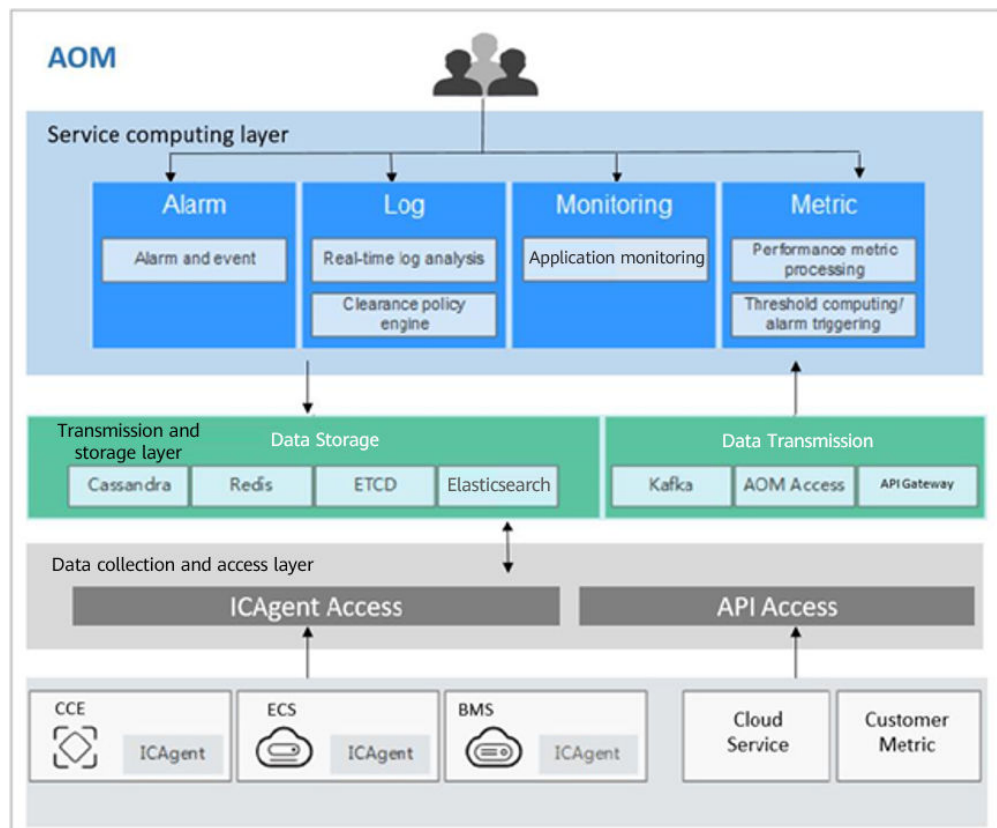 AOM
Service computing layer
Alarm
Alarm and event
Log
Real-time log analysis
Clearance policy
engine
Monitoring
Application monitoring
Metric
Performance metric
processing
Threshold computing/
alarm triggering
Transmission and
storage layer
Data Storage
Cassandra
Redis
ETCD
Elasticsearch
Data Transmission
Kafka
AOM Access
API Gateway
Data collection and access layer
ICAgent Access
API Access
CCE
ICAgent
ECS
ICAgent
BMS
ICAgent
Cloud
Service
Customer
Metric